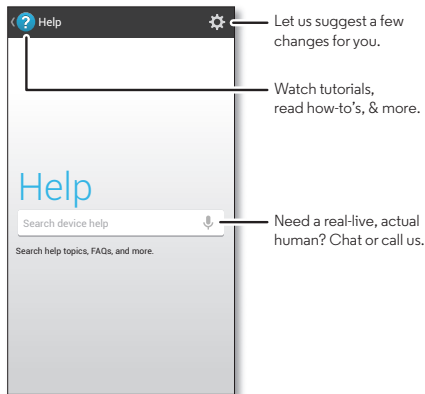 ? Help
Let us suggest a few
changes for you.
Watch tutorials,
read how-to's, & more.
Help
Search device help
Search help topics, FAQs, and more.
Need a real-live, actual
human? Chat or call us.